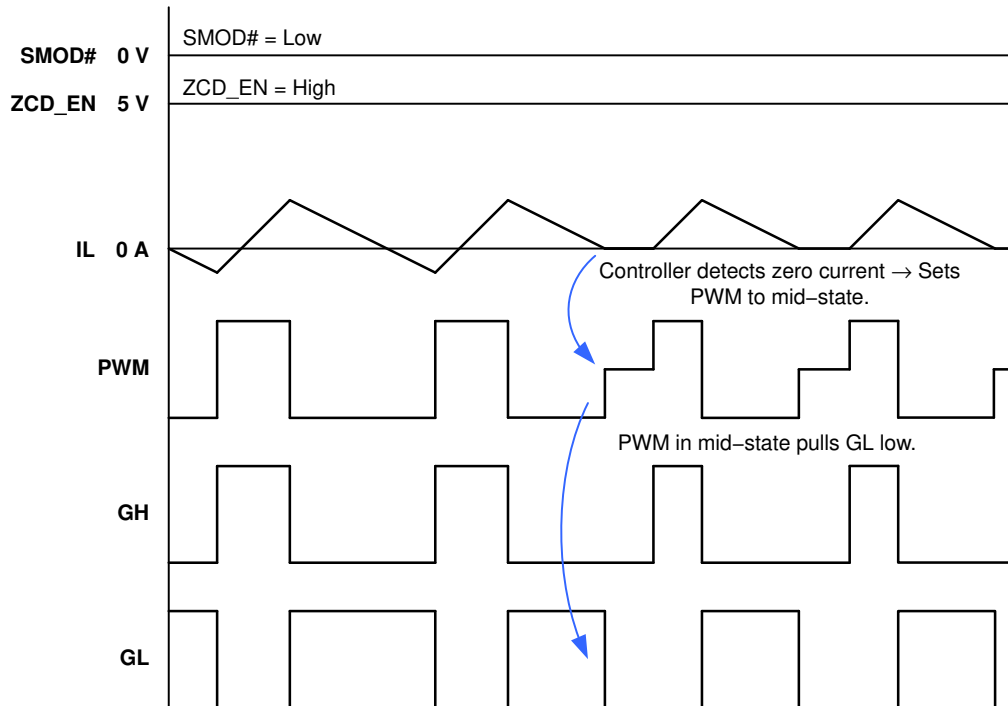 SMOD# 0 V SMOD# = Low
ZCD_EN 5 V ZCD_EN = High
IL 0 A
Controller detects zero current → Sets
PWM to mid−state.
PWM
PWM in mid−state pulls GL low.
GH
GL